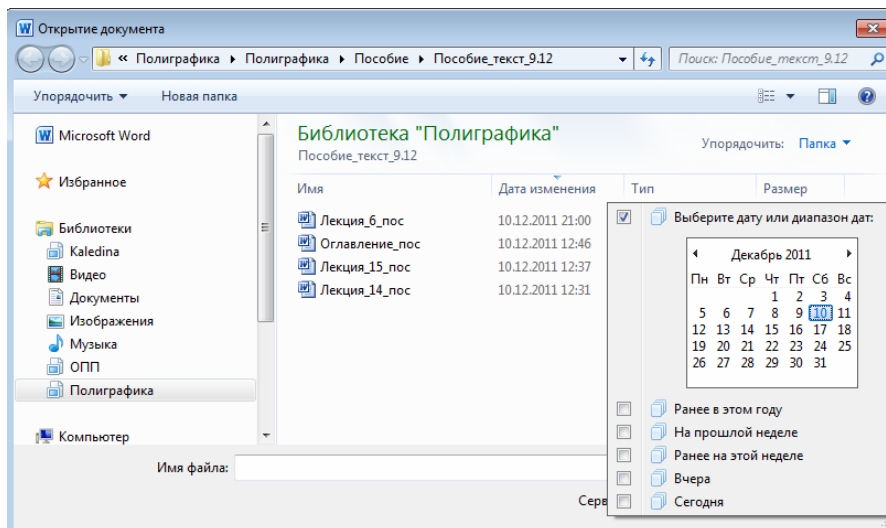 Открытие документа
« Полиграфика Полиграфика Пособие Пособие_текст_9.12
Поиск: Пособие_текст_9.12
Упорядочить Новая папка
Microsoft Word
Избранное
Библиотеки
Kaledina
Видео
Документы
Изображения
Музыка
ОПП
Полиграфика
Компьютер
Библиотека "Полиграфика"
Пособие_текст_9.12
Упорядочить: Папка
Имя Дата изменения Тип Размер
Лекция_6_пос 10.12.2011 21:00
Оглавление_пос 10.12.2011 12:46
Лекция_15_пос 10.12.2011 12:37
Лекция_14_пос 10.12.2011 12:31
Выберите дату или диапазон дат:
Декабрь 2011
Пн Вт Ср Чт Пт Сб Вс
1 2 3 4
5 6 7 8 9 10 11
12 13 14 15 16 17 18
19 20 21 22 23 24 25
26 27 28 29 30 31
Ранее в этом году
На прошлой неделе
Ранее на этой неделе
Вчера
Сегодня
Имя файла:
Серв